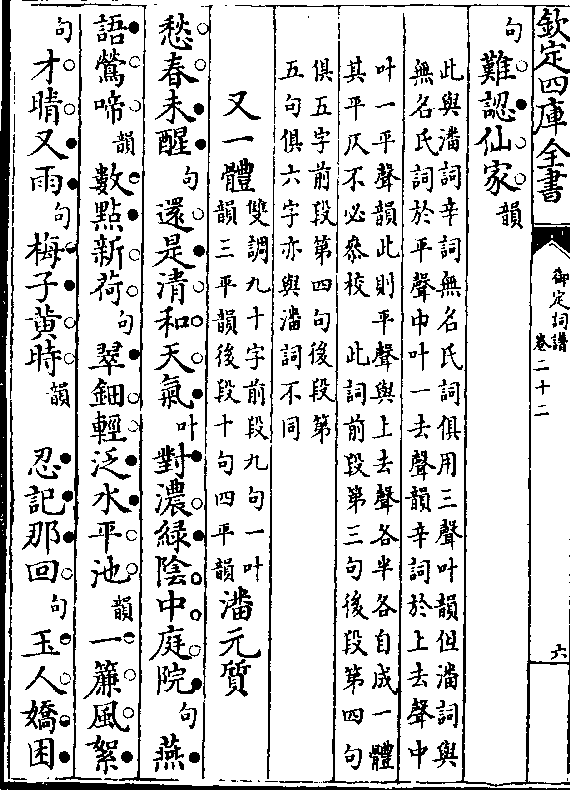 欽定四庫全書
御定詞譜
卷二十二
六
句難認仙家韻
此與潘詞辛詞無名氏詞俱用三聲叶韻但潘詞與
無名氏詞於平聲中叶一去聲韻辛詞於上去聲中
叶一平聲韻此則平聲與上去聲各半各自成一體
其平仄不必叅校　此詞前段第三句後段第四句
俱五字前段第四句後段第
五句俱六字亦與潘詞不同
又一體雙調九十字前段九句一叶
韻三平韻後段十句四平韻潘元質
愁春未醒句還是清和天氣叶對濃綠陰中庭院句燕
語鶯啼韻數點新荷句翠鈿輕泛水平池韻一簾風絮
句才晴又雨句梅子黄時韻　忍記那回句玉人嬌困